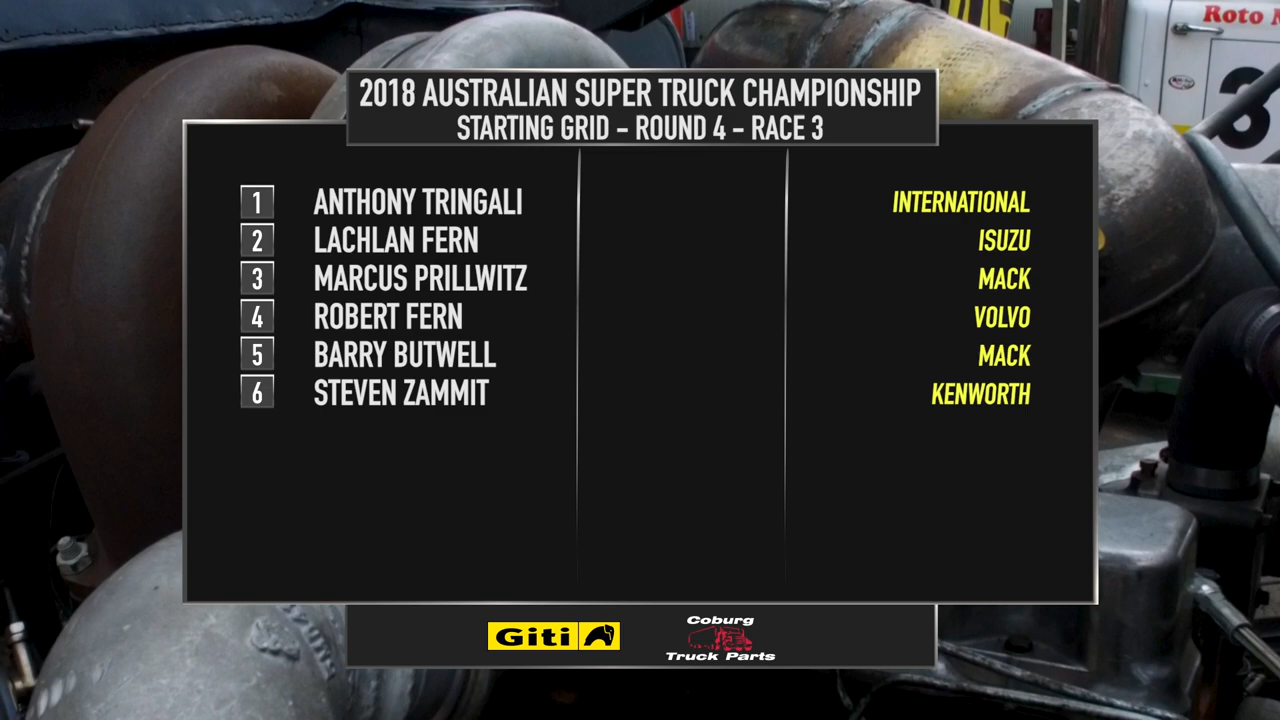 Roto
3
2018 AUSTRALIAN SUPER TRUCK CHAMPIONSHIP
STARTING GRID - ROUND 4 - RACE 3
1 ANTHONY TRINGALI INTERNATIONAL
2 LACHLAN FERN ISUZU
3 MARCUS PRILLWITZ MACK
4 ROBERT FERN VOLVO
5 BARRY BUTWELL MACK
6 STEVEN ZAMMIT KENWORTH
Giti
Coburg
Truck Parts